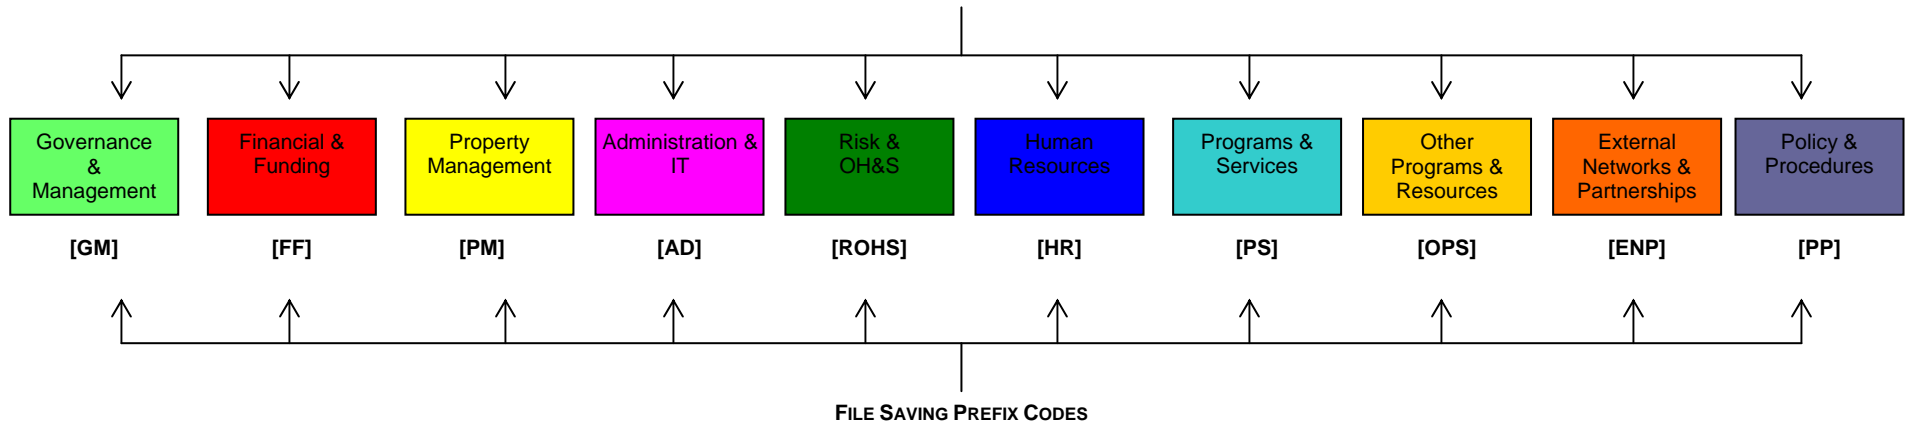 Governance
&
Management
Financial &
Funding
Property
Management
Administration &
IT
Risk &
OH&S
Human
Resources
Programs &
Services
Other
Programs &
Resources
External
Networks &
Partnerships
Policy &
Procedures
[GM]
[FF]
[PM]
[AD]
[ROHS]
[HR]
[PS]
[OPS]
[ENP]
[PP]
FILE SAVING PREFIX CODES